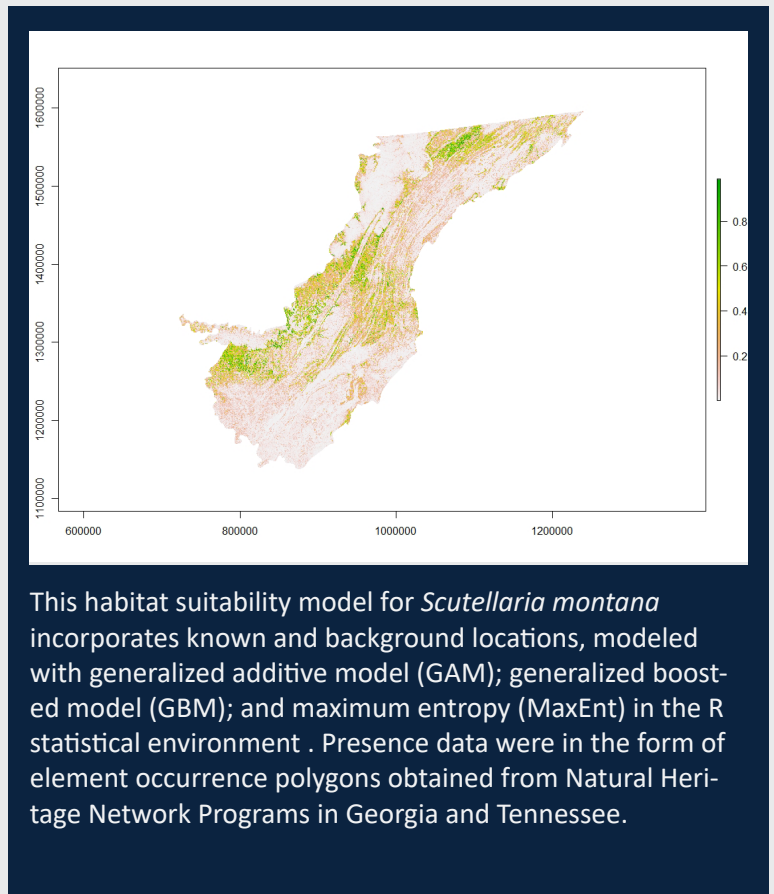 1600000
1500000
1400000
1300000
1200000
1100000
600000 800000 1000000 1200000
0.8
0.6
0.4
0.2
This habitat suitability model for Scutellaria montana
incorporates known and background locations, modeled
with generalized additive model (GAM); generalized boost-
ed model (GBM); and maximum entropy (MaxEnt) in the R
statistical environment . Presence data were in the form of
element occurrence polygons obtained from Natural Heri-
tage Network Programs in Georgia and Tennessee.